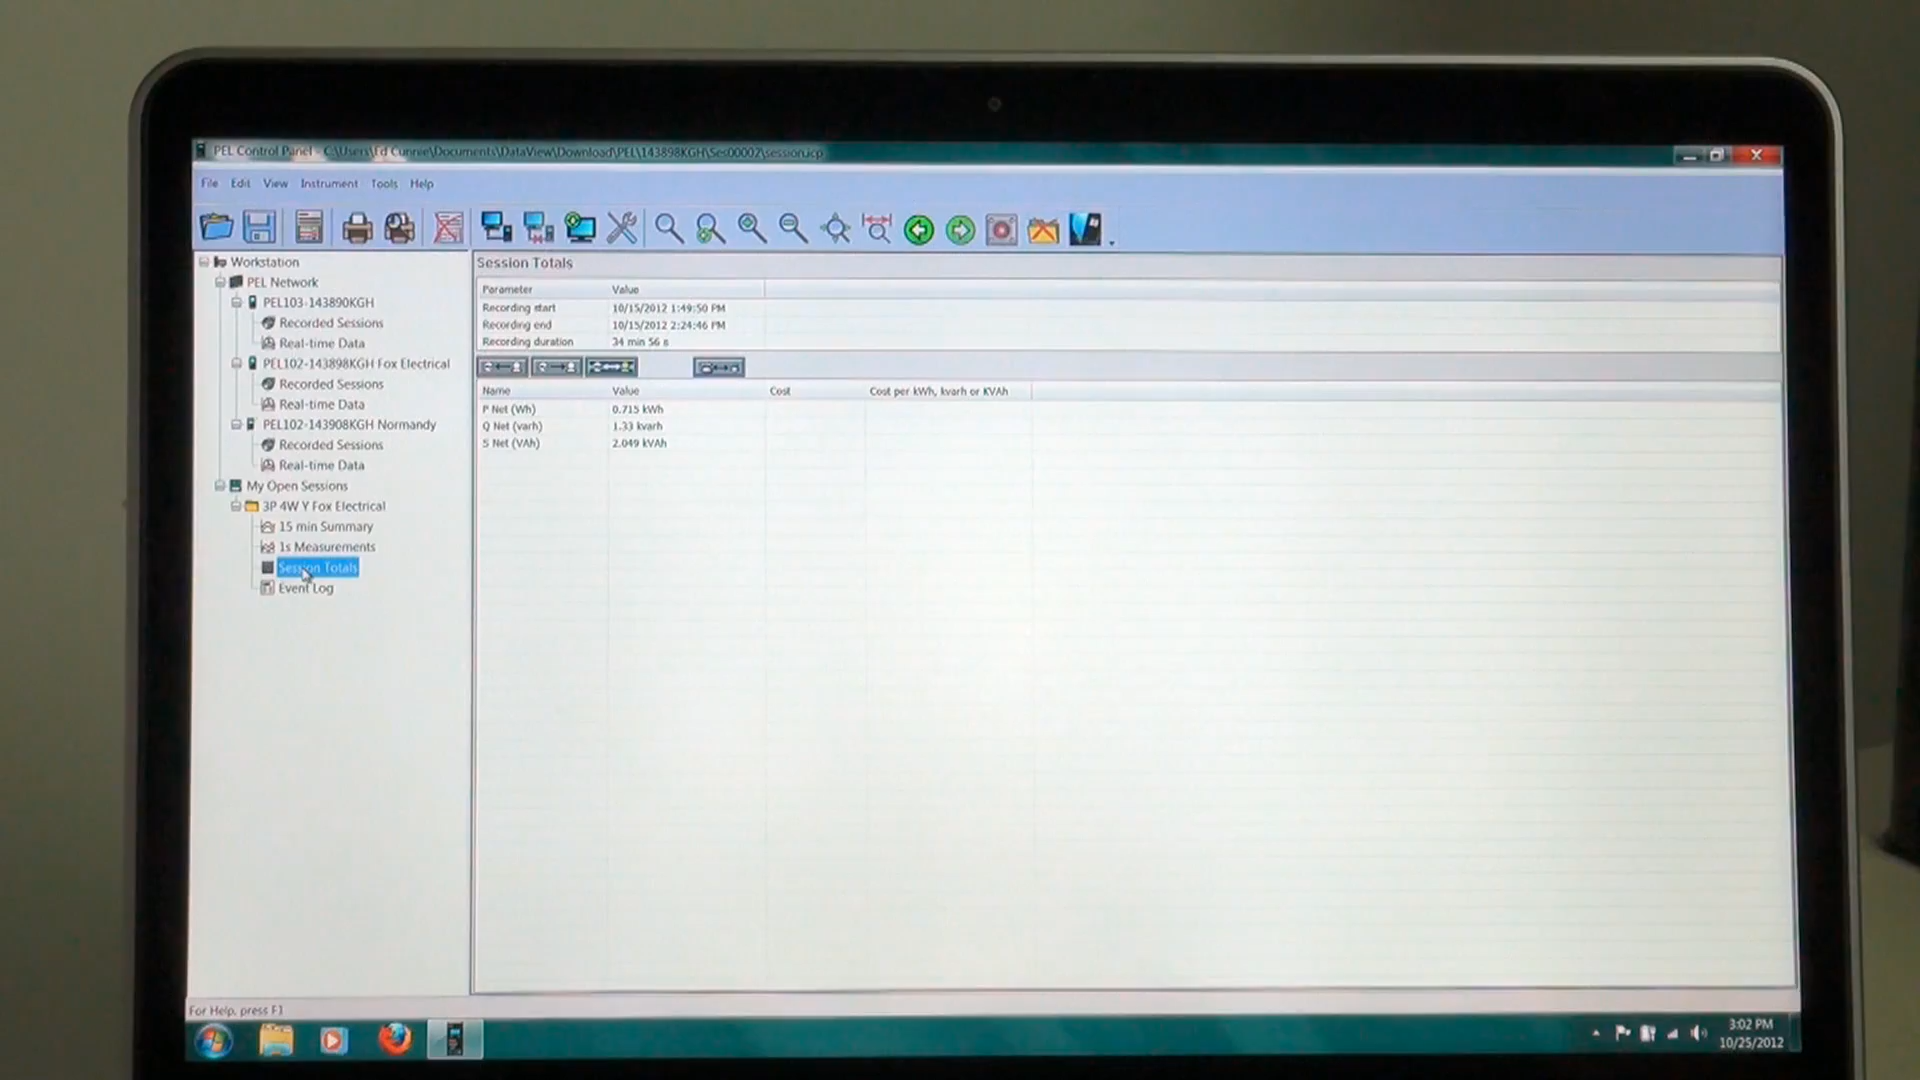 PEL Control Panel - C:\Users\Ed Cunnie\Documents\DataView\Download\PEL\143898KGH\Ses00002\session.icp
File Edit View Instrument Tools Help
Workstation
PEL Network
PEL103-143890KGH
Recorded Sessions
Real-time Data
PEL102-143898KGH Fox Electrical
Recorded Sessions
Real-time Data
PEL102-143908KGH Normandy
Recorded Sessions
Real-time Data
My Open Sessions
3P 4W Y Fox Electrical
15 min Summary
1s Measurements
Session Totals
Event Log
Session Totals
Parameter Value
Recording start 10/15/2012 1:49:50 PM
Recording end 10/15/2012 2:24:46 PM
Recording duration 34 min 56 s
Name Value Cost Cost per kWh, kvarh or KVAh
P Net (Wh) 0.715 kWh
Q Net (varh) 1.33 kvarh
S Net (VAh) 2.049 kVAh
For Help, press F1
3:02 PM
10/25/2012